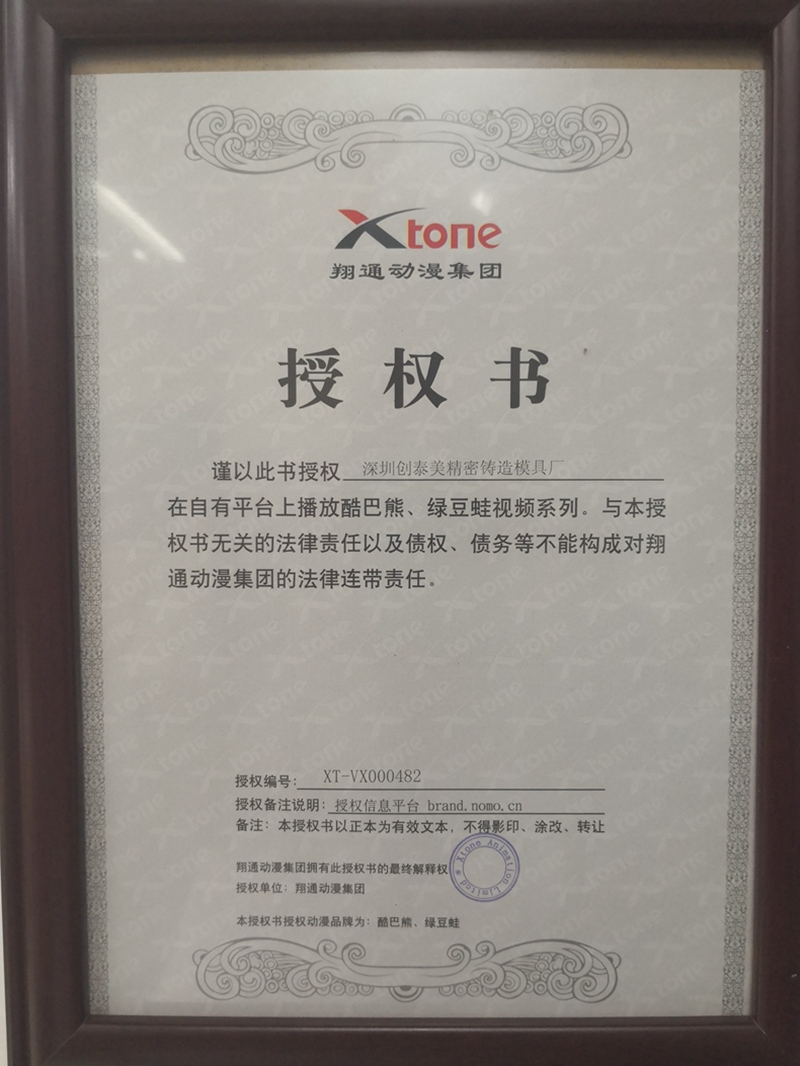 Xtone
翔通动漫集团
授权书
谨以此书授权 深圳创泰美精密铸造模具厂
在自有平台上播放酷巴熊、绿豆蛙视频系列。与本授
权书无关的法律责任以及债权、债务等不能构成对翔
通动漫集团的法律连带责任。
授权编号: XT-VX000482
授权备注说明: 授权信息平台 brand.nomo.cn
备注: 本授权书以正本为有效文本, 不得影印、涂改、转让
翔通动漫集团拥有此授权书的最终解释权
Xtone Animation Limited
授权单位: 翔通动漫集团
本授权书授权动漫品牌为: 酷巴熊、绿豆蛙